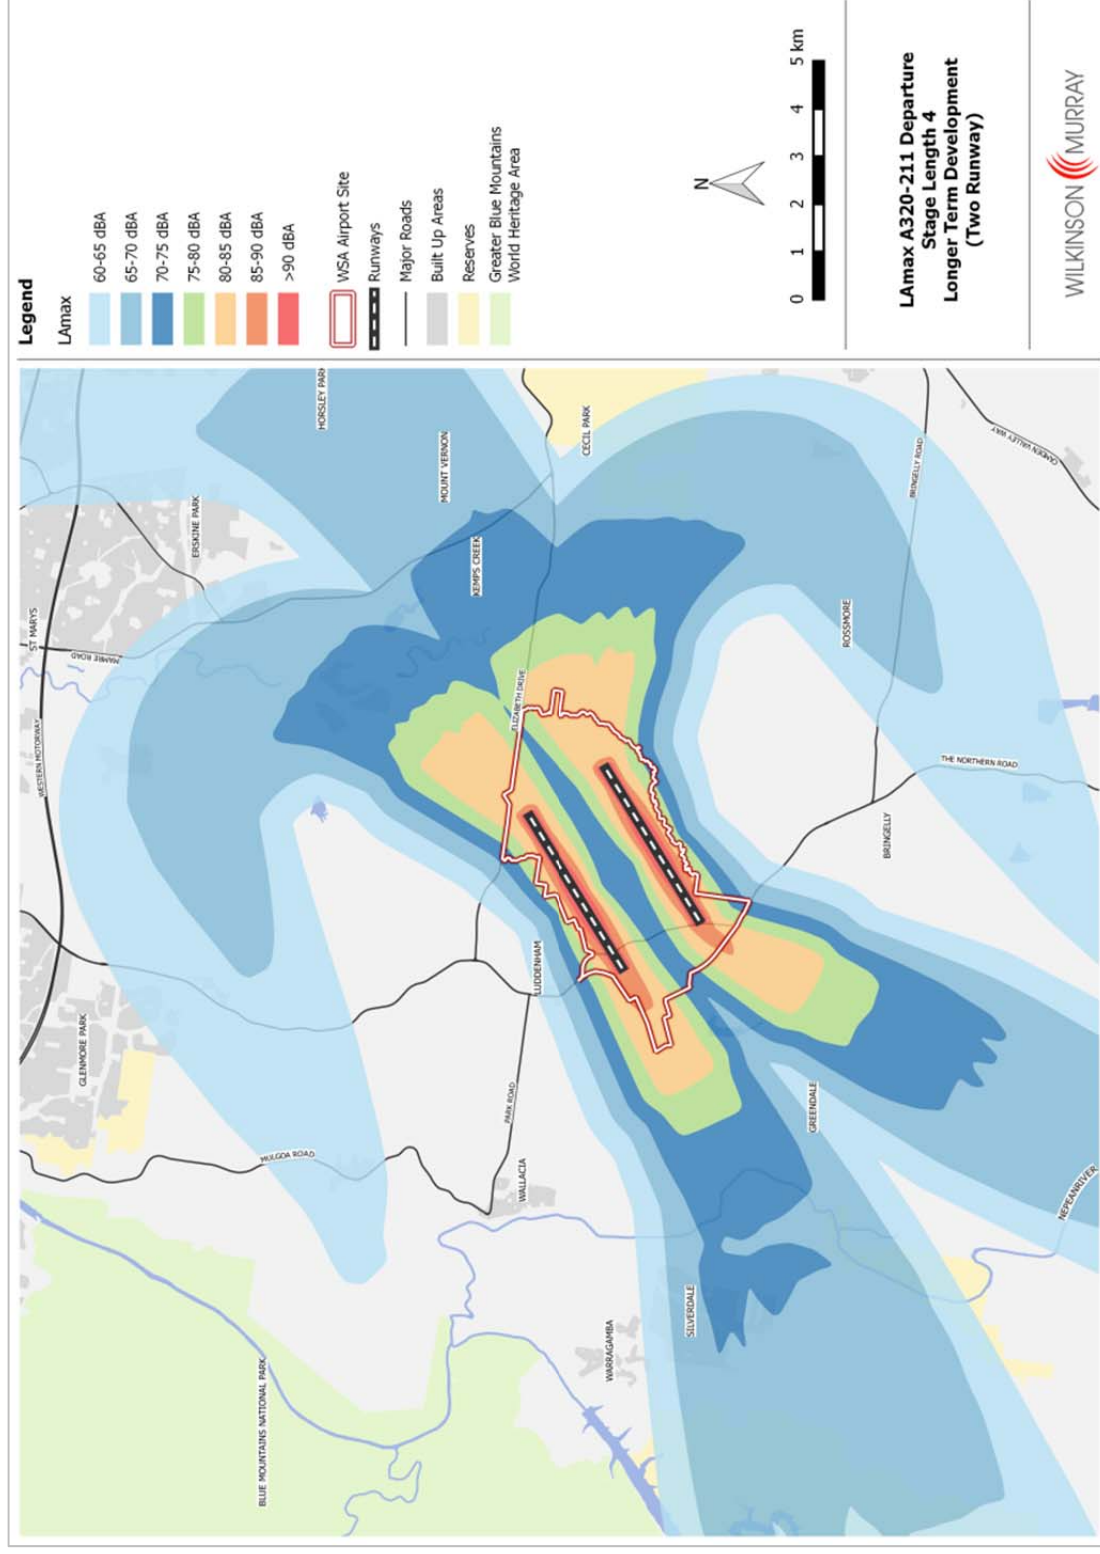 Legend
LAmax
60-65 dBA
65-70 dBA
70-75 dBA
75-80 dBA
80-85 dBA
85-90 dBA
>90 dBA
WSA Airport Site
Runways
Major Roads
Built Up Areas
Reserves
Greater Blue Mountains
World Heritage Area
N
0 1 2 3 4 5 km
LAmax A320-211 Departure
Stage Length 4
Longer Term Development
(Two Runway)
WILKINSON MURRAY
BLUE MOUNTAINS NATIONAL PARK
MULGOA ROAD
GLENMORE PARK
WESTERN MOTORWAY
ST MARYS
MAMRE ROAD
ERSKINE PARK
HORSLEY PARK
MOUNT VERNON
KEMPS CREEK
CECIL PARK
ELIZABETH DRIVE
LUDDENHAM
PARK ROAD
WALLACIA
WARRAGAMBA
SILVERDALE
GREENDALE
NEPEANRIVER
BRINGELLY
THE NORTHERN ROAD
ROSSMORE
BRINGELLY ROAD
CAMDEN VALLEY WAY